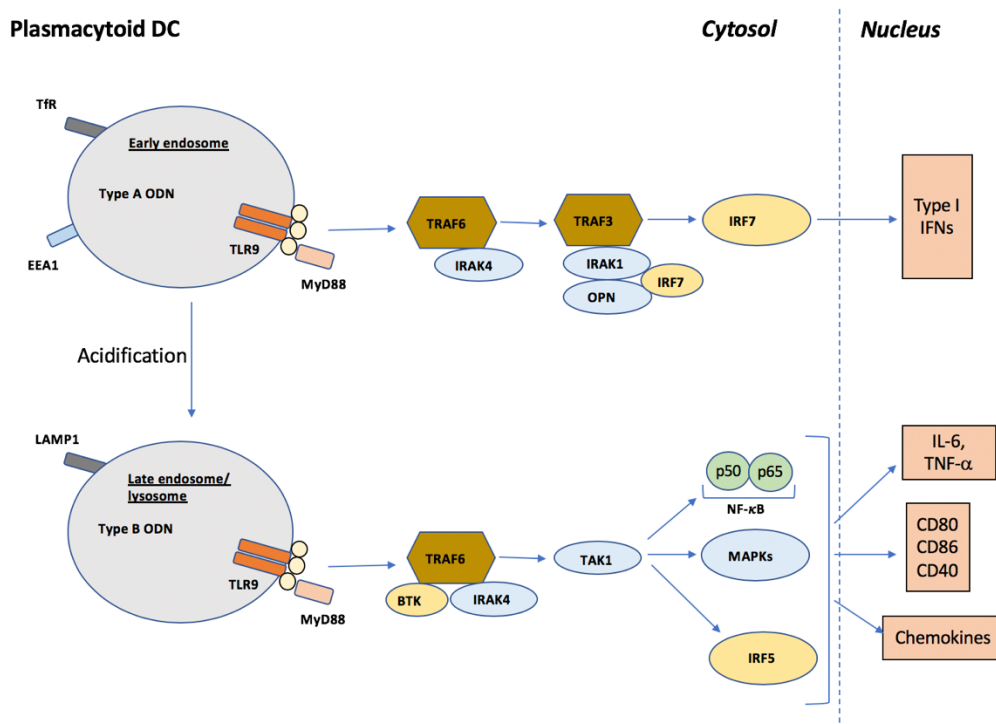 Plasmacytoid DC
Cytosol
Nucleus
TfR
Early endosome
Type A ODN
TLR9
EEA1
MyD88
TRAF6
IRAK4
TRAF3
IRAK1
OPN
IRF7
IRF7
Type I
IFNs
Acidification
LAMP1
Late endosome/
lysosome
Type B ODN
TLR9
MyD88
TRAF6
BTK
IRAK4
TAK1
p50
p65
NF-κB
MAPKs
IRF5
IL-6,
TNF-α
CD80
CD86
CD40
Chemokines